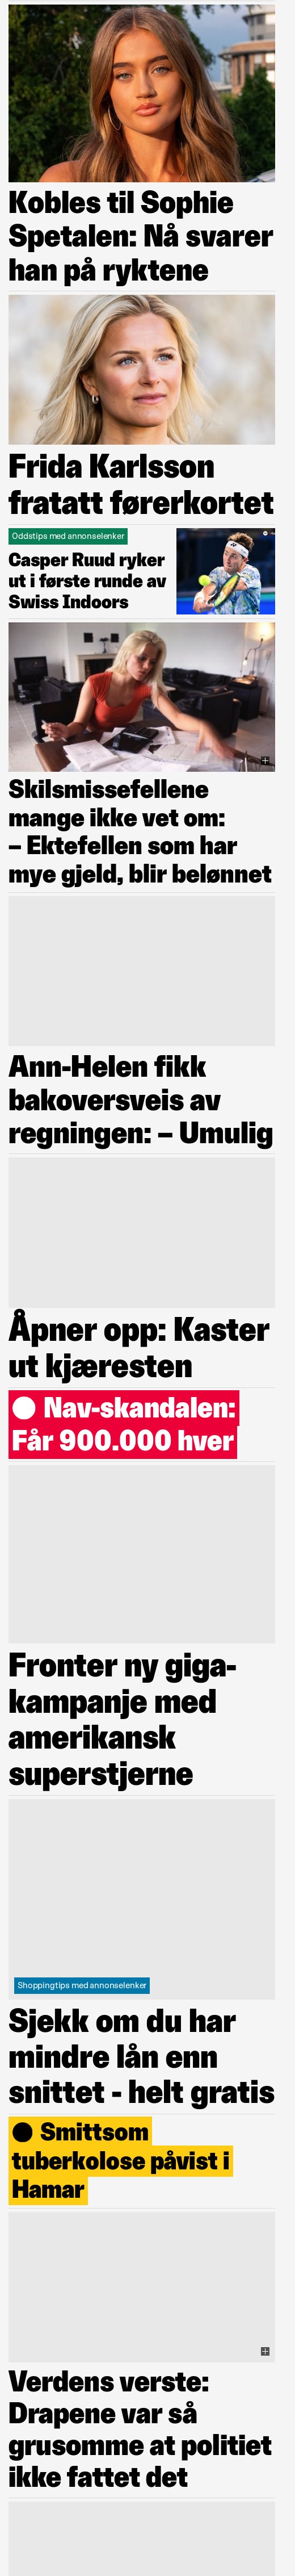 Kobles til Sophie
Spetalen: Nå svarer
han på ryktene
Frida Karlsson
fratatt førerkortet
Oddstips med annonselenker
Casper Ruud ryker
ut i første runde av
Swiss Indoors
Skilsmissefellene
mange ikke vet om:
– Ektefellen som har
mye gjeld, blir belønnet
Ann-Helen fikk
bakoversveis av
regningen: – Umulig
Åpner opp: Kaster
ut kjæresten
Nav-skandalen:
Får 900.000 hver
Fronter ny giga-
kampanje med
amerikansk
superstjerne
Shoppingtips med annonselenker
Sjekk om du har
mindre lån enn
snittet - helt gratis
Smittsom
tuberkolose påvist i
Hamar
Verdens verste:
Drapene var så
grusomme at politiet
ikke fattet det